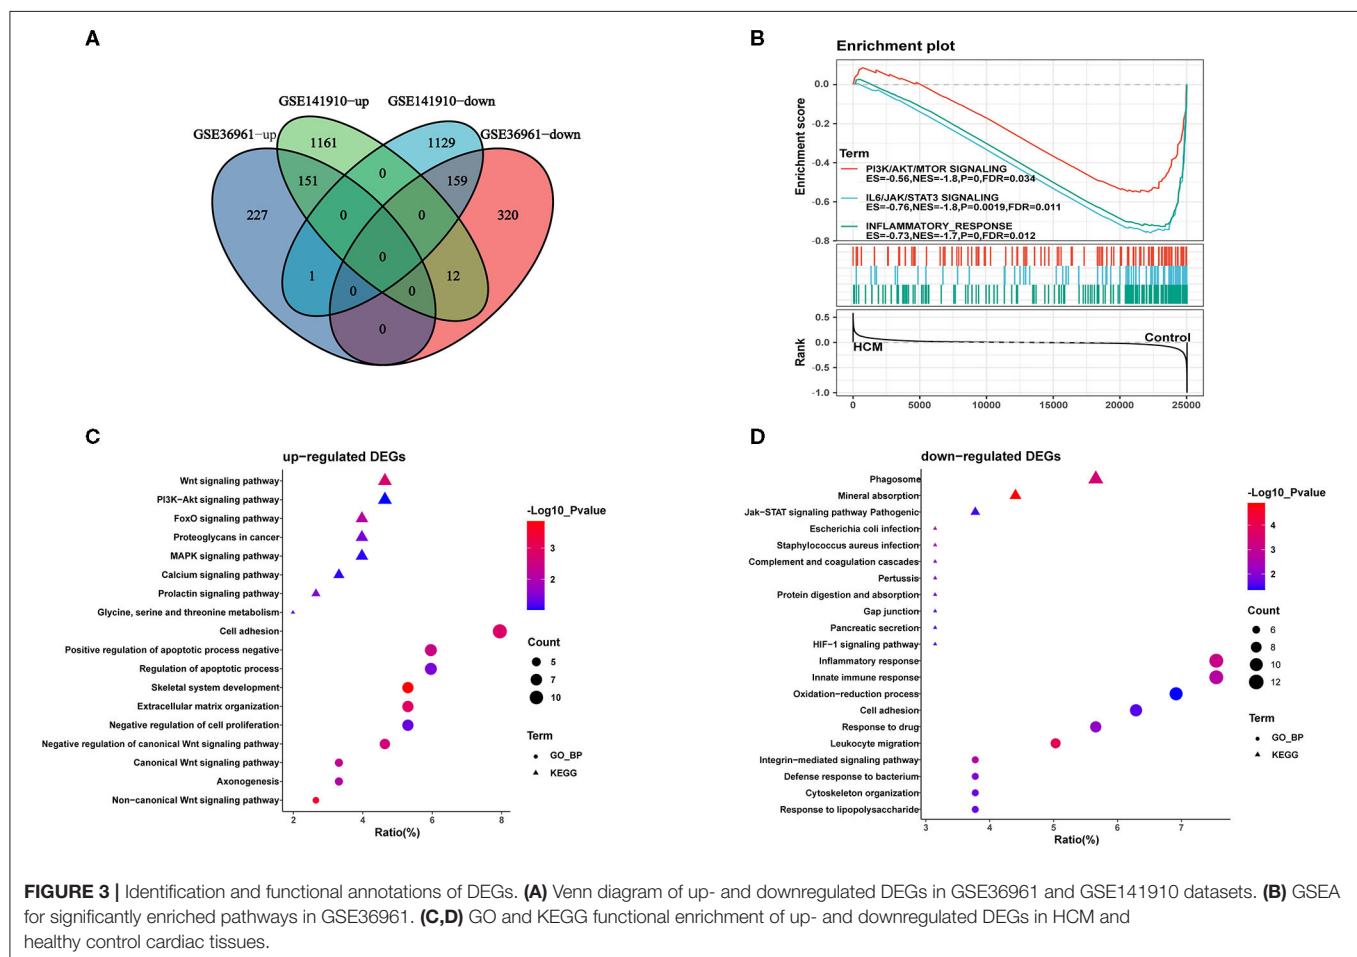 A
GSE141910-up
GSE141910-down
GSE36961-up
GSE36961-down
1161
1129
0
151
159
227
0
0
320
0
1
12
0
0
0
B
Enrichment plot
Enrichment score
0.0
-0.2
-0.4
-0.6
-0.8
Term
PI3K/AKT/MTOR SIGNALING
ES=-0.56,NES=-1.8,P=0,FDR=0.034
IL6/JAK/STAT3 SIGNALING
ES=-0.76,NES=-1.8,P=0.0019,FDR=0.011
INFLAMMATORY_RESPONSE
ES=-0.73,NES=-1.7,P=0,FDR=0.012
Rank
0.5
0.0
-0.5
-1.0
HCM
Control
0 5000 10000 15000 20000 25000
C
up-regulated DEGs
Wnt signaling pathway
PI3K-Akt signaling pathway
FoxO signaling pathway
Proteoglycans in cancer
MAPK signaling pathway
Calcium signaling pathway
Prolactin signaling pathway
Glycine, serine and threonine metabolism
Cell adhesion
Positive regulation of apoptotic process negative
Regulation of apoptotic process
Skeletal system development
Extracellular matrix organization
Negative regulation of cell proliferation
Negative regulation of canonical Wnt signaling pathway
Canonical Wnt signaling pathway
Axonogenesis
Non-canonical Wnt signaling pathway
2 4 6 8
Ratio(%)
-Log10_Pvalue
3
2
Count
5
7
10
Term
GO_BP
KEGG
D
down-regulated DEGs
Phagosome
Mineral absorption
Jak-STAT signaling pathway Pathogenic
Escherichia coli infection
Staphylococcus aureus infection
Complement and coagulation cascades
Pertussis
Protein digestion and absorption
Gap junction
Pancreatic secretion
HIF-1 signaling pathway
Inflammatory response
Innate immune response
Oxidation-reduction process
Cell adhesion
Response to drug
Leukocyte migration
Integrin-mediated signaling pathway
Defense response to bacterium
Cytoskeleton organization
Response to lipopolysaccharide
3 4 5 6 7
Ratio(%)
-Log10_Pvalue
4
3
2
Count
6
8
10
12
Term
GO_BP
KEGG
FIGURE 3 | Identification and functional annotations of DEGs. (A) Venn diagram of up- and downregulated DEGs in GSE36961 and GSE141910 datasets. (B) GSEA
for significantly enriched pathways in GSE36961. (C,D) GO and KEGG functional enrichment of up- and downregulated DEGs in HCM and
healthy control cardiac tissues.